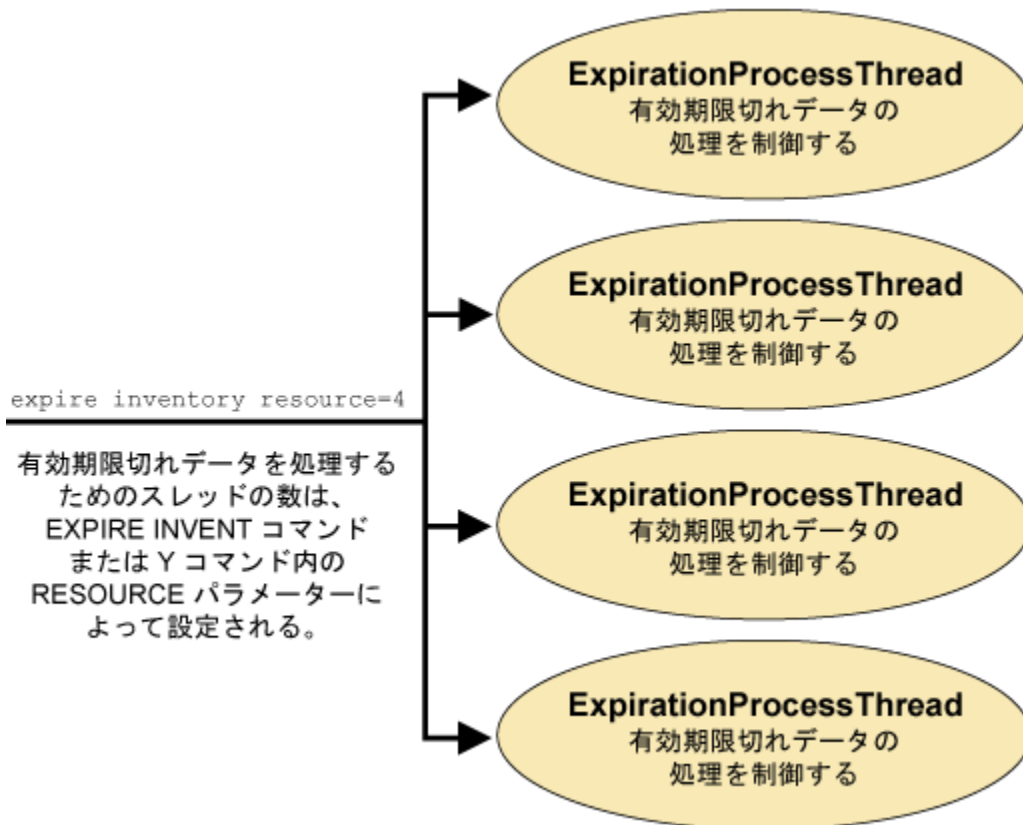 ExpirationProcessThread
有効期限切れデータの
処理を制御する
ExpirationProcessThread
有効期限切れデータの
処理を制御する
expire inventory resource=4
有効期限切れデータを処理する
ためのスレッドの数は、
EXPIRE INVENT コマンド
または Y コマンド内の
RESOURCE パラメーターに
よって設定される。
ExpirationProcessThread
有効期限切れデータの
処理を制御する
ExpirationProcessThread
有効期限切れデータの
処理を制御する